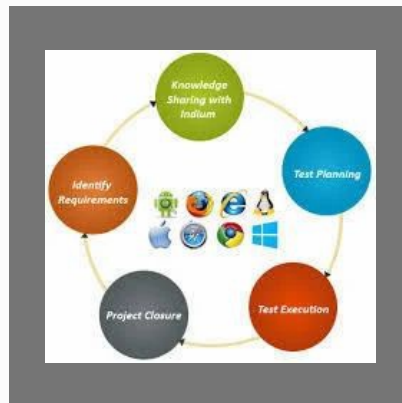 Knowledge
Sharing with
Indium
Test Planning
Test Execution
Project Closure
Identify
Requirements